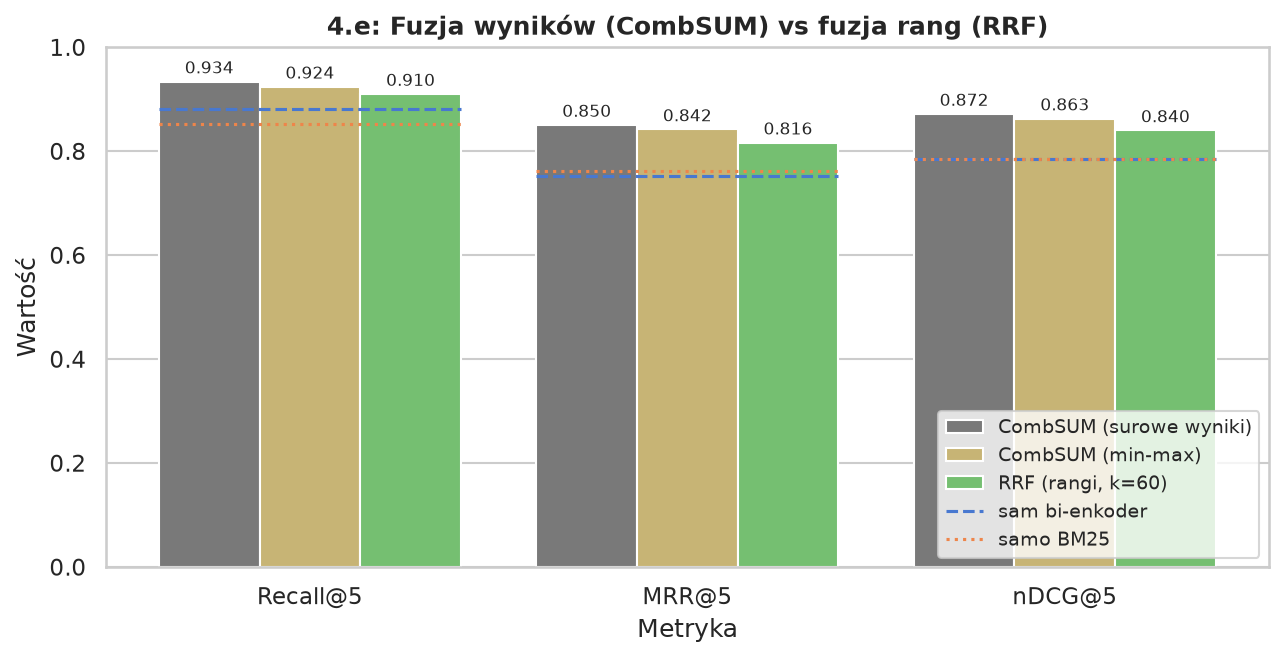 4.e: Fuzja wyników (CombSUM) vs fuzja rang (RRF)
Wartość
1.0
0.8
0.6
0.4
0.2
0.0
0.934
0.924
0.910
0.850
0.842
0.816
0.872
0.863
0.840
CombSUM (surowe wyniki)
CombSUM (min-max)
RRF (rangi, k=60)
sam bi-enkoder
samo BM25
Recall@5
MRR@5
nDCG@5
Metryka